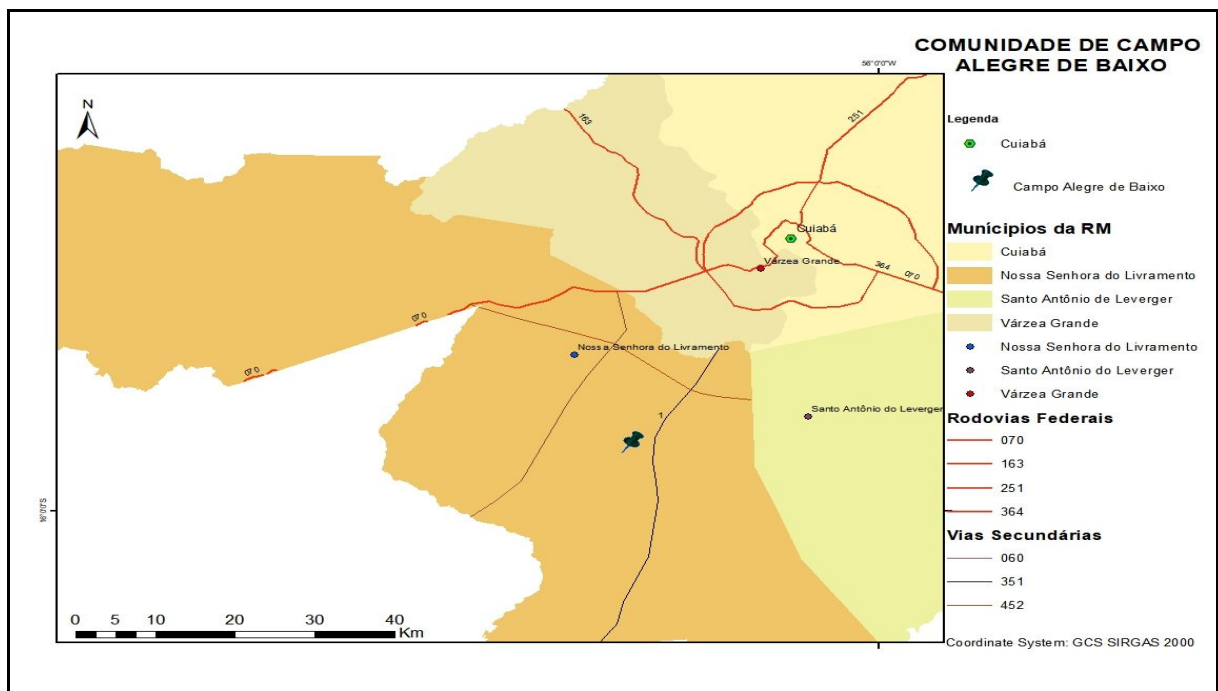 COMUNIDADE DE CAMPO
ALEGRE DE BAIXO
56°0'0"W
N
163
251
Cuiabá
Várzea Grande
364
070
070
070
Nossa Senhora do Livramento
Santo Antônio do Leverger
1
16°0'0"S
0 5 10 20 30 40
Km
Legenda
Cuiabá
Campo Alegre de Baixo
Munícipios da RM
Cuiabá
Nossa Senhora do Livramento
Santo Antônio de Leverger
Várzea Grande
Nossa Senhora do Livramento
Santo Antônio do Leverger
Várzea Grande
Rodovias Federais
070
163
251
364
Vias Secundárias
060
351
452
Coordinate System: GCS SIRGAS 2000